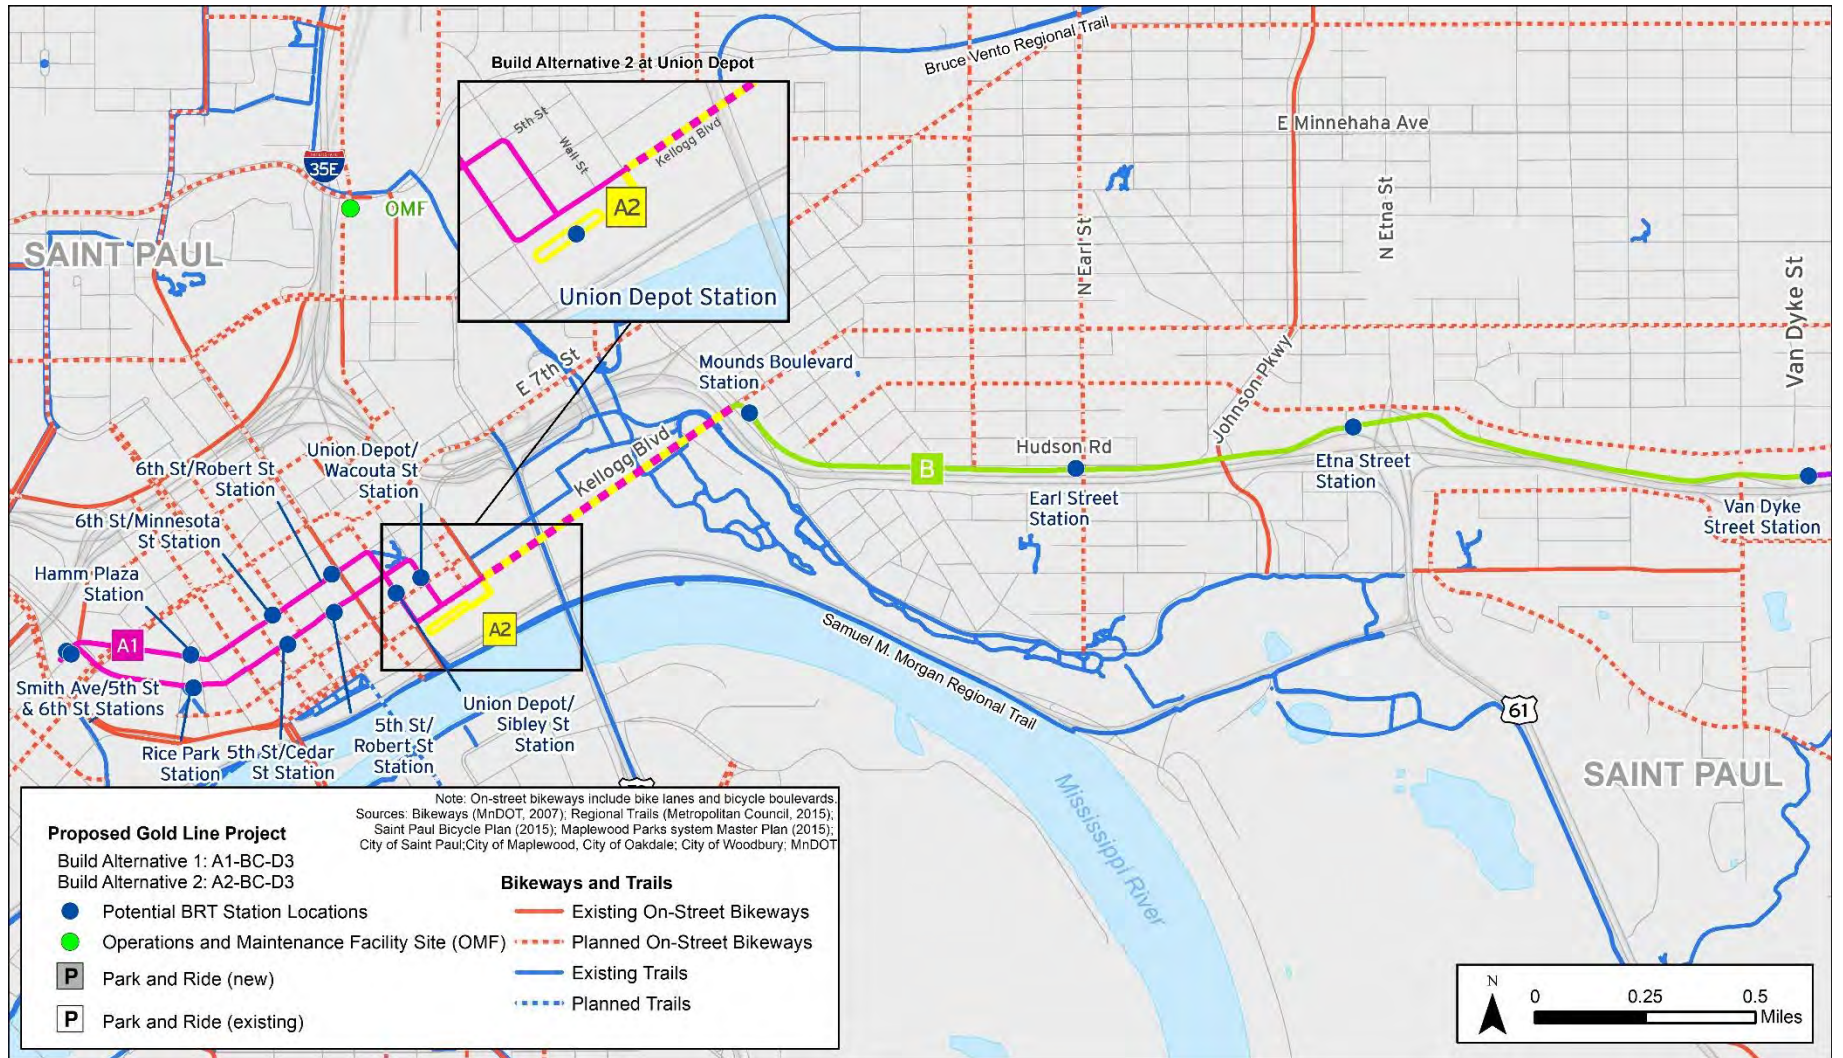 Bruce Vento Regional Trail
Build Alternative 2 at Union Depot
5th St
Wall St
Kellogg Blvd
A2
Union Depot Station
35E
OMF
SAINT PAUL
E Minnehaha Ave
N Earl St
N Etna St
Van Dyke St
E 7th St
Mounds Boulevard
Station
Johnson Pkwy
Kellogg Blvd
Hudson Rd
B
Earl Street
Station
Etna Street
Station
Van Dyke
Street Station
Union Depot/
Wacouta St
Station
6th St/Robert St
Station
6th St/Minnesota
St Station
Hamm Plaza
Station
A1
A2
Smith Ave/5th St
& 6th St Stations
Rice Park
Station
5th St/Cedar
St Station
5th St/
Robert St
Station
Union Depot/
Sibley St
Station
Samuel M. Morgan Regional Trail
61
SAINT PAUL
Mississippi River
Note: On-street bikeways include bike lanes and bicycle boulevards.
Sources: Bikeways (MnDOT, 2007); Regional Trails (Metropolitan Council, 2015);
Saint Paul Bicycle Plan (2015); Maplewood Parks system Master Plan (2015);
City of Saint Paul;City of Maplewood, City of Oakdale; City of Woodbury; MnDOT
Proposed Gold Line Project
Build Alternative 1: A1-BC-D3
Build Alternative 2: A2-BC-D3
Potential BRT Station Locations
Operations and Maintenance Facility Site (OMF)
P Park and Ride (new)
P Park and Ride (existing)
Bikeways and Trails
Existing On-Street Bikeways
Planned On-Street Bikeways
Existing Trails
Planned Trails
N
0 0.25 0.5
Miles